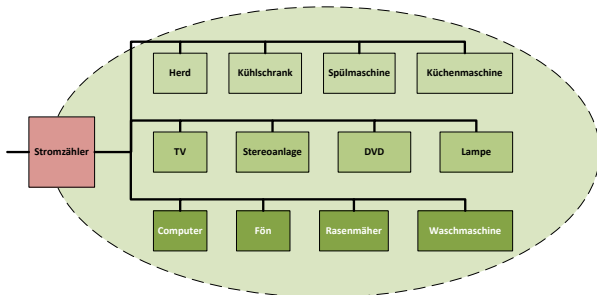 Herd
Kühlschrank
Spülmaschine
Küchenmaschine
Stromzähler
TV
Stereoanlage
DVD
Lampe
Computer
Fön
Rasenmäher
Waschmaschine